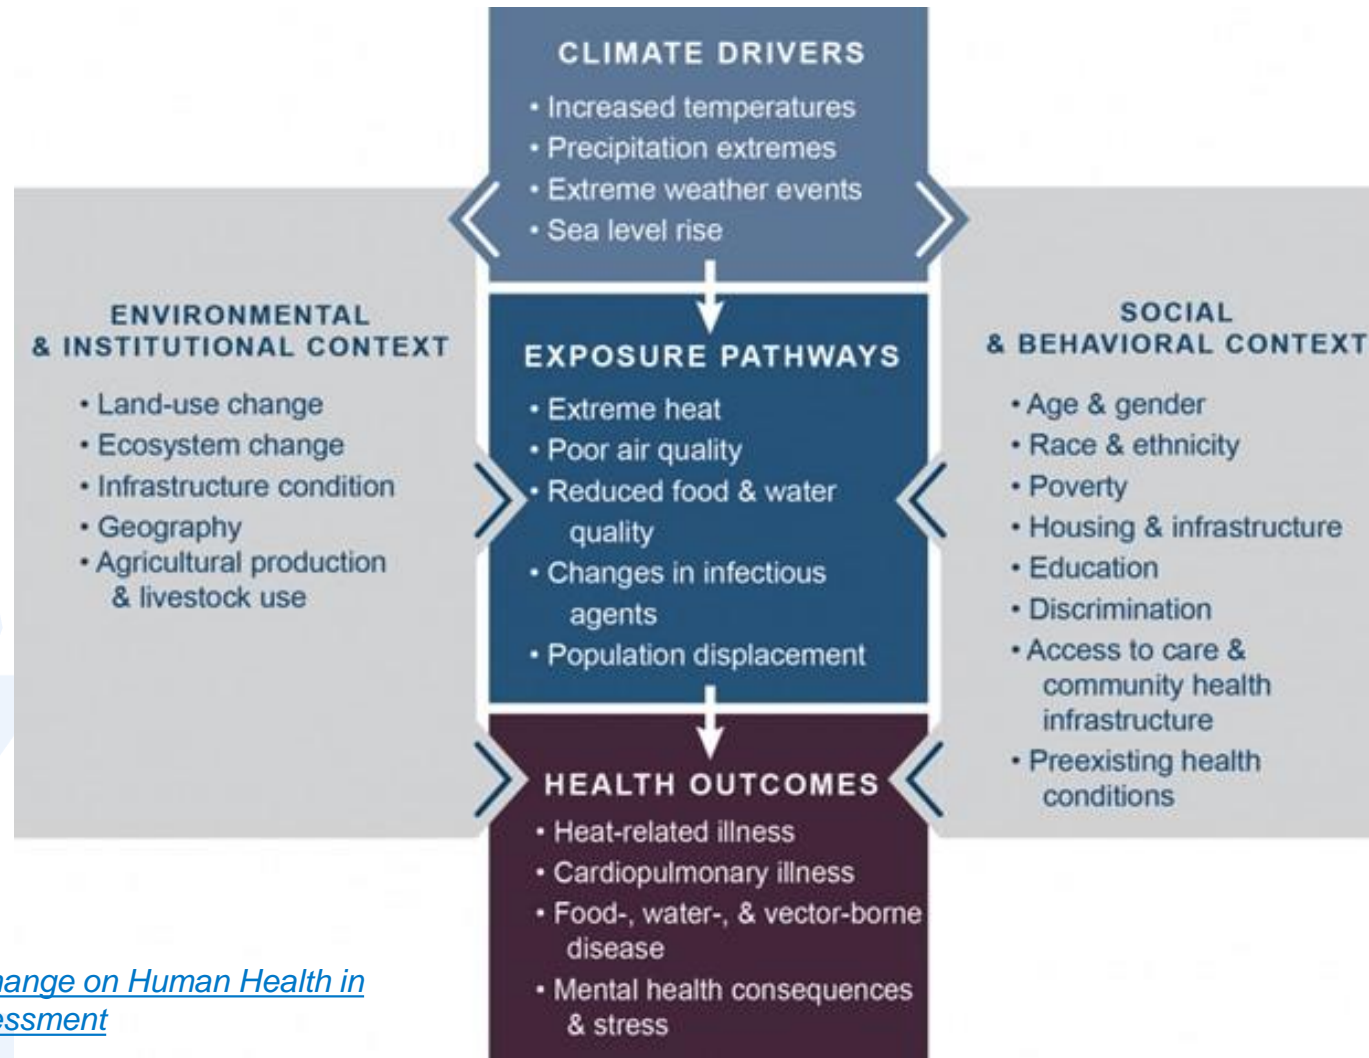 CLIMATE DRIVERS
• Increased temperatures
• Precipitation extremes
• Extreme weather events
• Sea level rise
ENVIRONMENTAL
& INSTITUTIONAL CONTEXT
• Land-use change
• Ecosystem change
• Infrastructure condition
• Geography
• Agricultural production
& livestock use
EXPOSURE PATHWAYS
• Extreme heat
• Poor air quality
• Reduced food & water
quality
• Changes in infectious
agents
• Population displacement
SOCIAL
& BEHAVIORAL CONTEXT
• Age & gender
• Race & ethnicity
• Poverty
• Housing & infrastructure
• Education
• Discrimination
• Access to care &
community health
infrastructure
• Preexisting health
conditions
HEALTH OUTCOMES
• Heat-related illness
• Cardiopulmonary illness
• Food-, water-, & vector-borne
disease
• Mental health consequences
& stress
on Human Health in